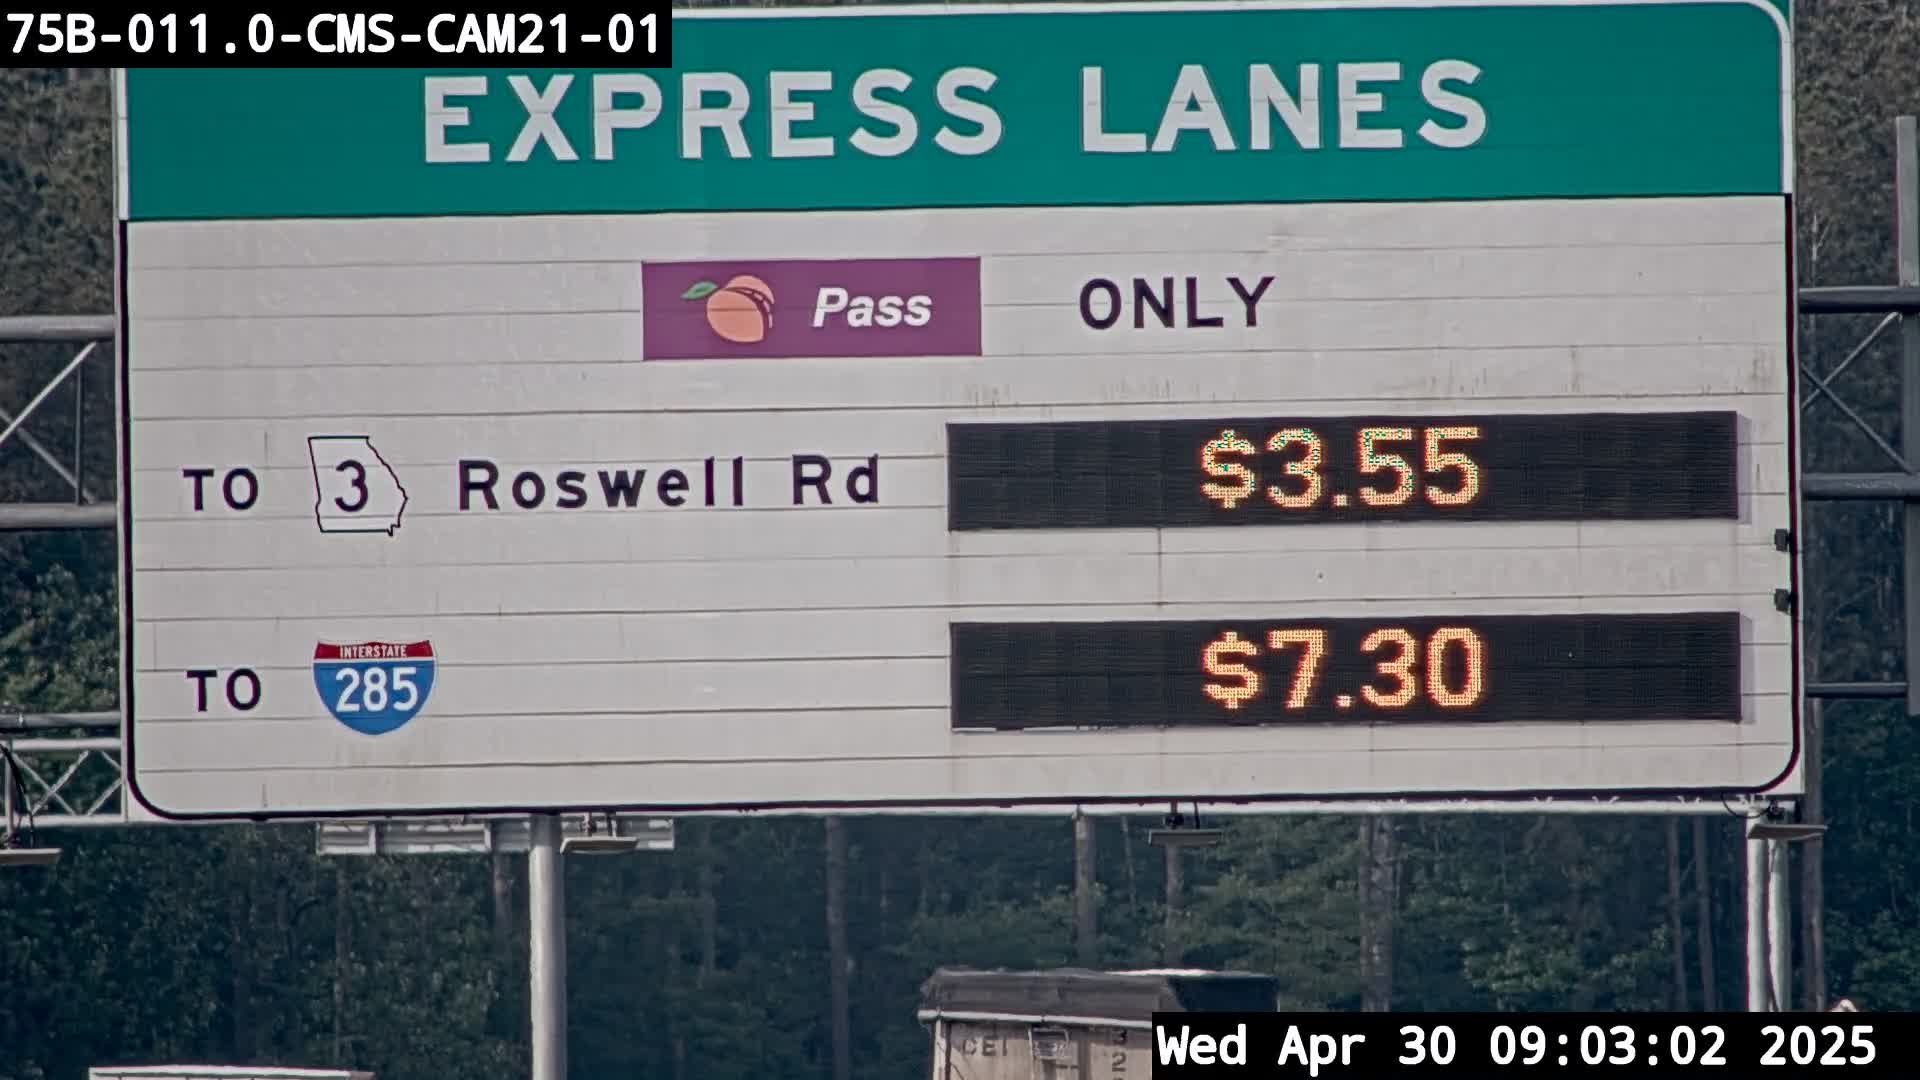 75B-011.0-CMS-CAM21-01
EXPRESS LANES
Pass ONLY
TO 3 Roswell Rd $3.55
TO INTERSTATE 285 $7.30
Wed Apr 30 09:03:02 2025